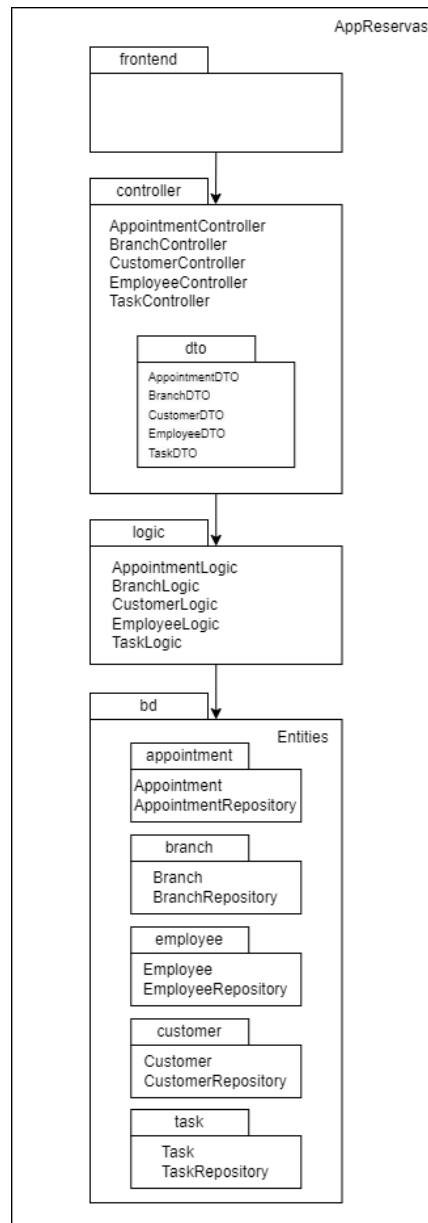 AppReservas
frontend
controller
AppointmentController
BranchController
CustomerController
EmployeeController
TaskController
dto
AppointmentDTO
BranchDTO
CustomerDTO
EmployeeDTO
TaskDTO
logic
AppointmentLogic
BranchLogic
CustomerLogic
EmployeeLogic
TaskLogic
bd
Entities
appointment
Appointment
AppointmentRepository
branch
Branch
BranchRepository
employee
Employee
EmployeeRepository
customer
Customer
CustomerRepository
task
Task
TaskRepository